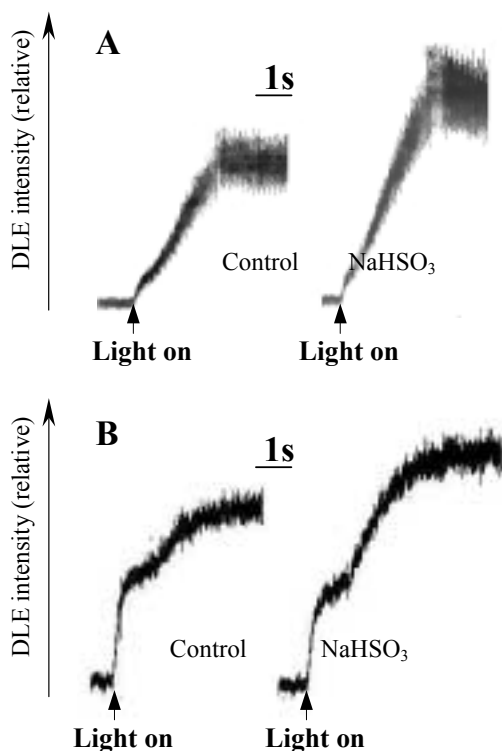 A
1s
DLE intensity (relative)
Control
NaHSO₃
Light on
Light on
B
1s
DLE intensity (relative)
Control
NaHSO₃
Light on
Light on